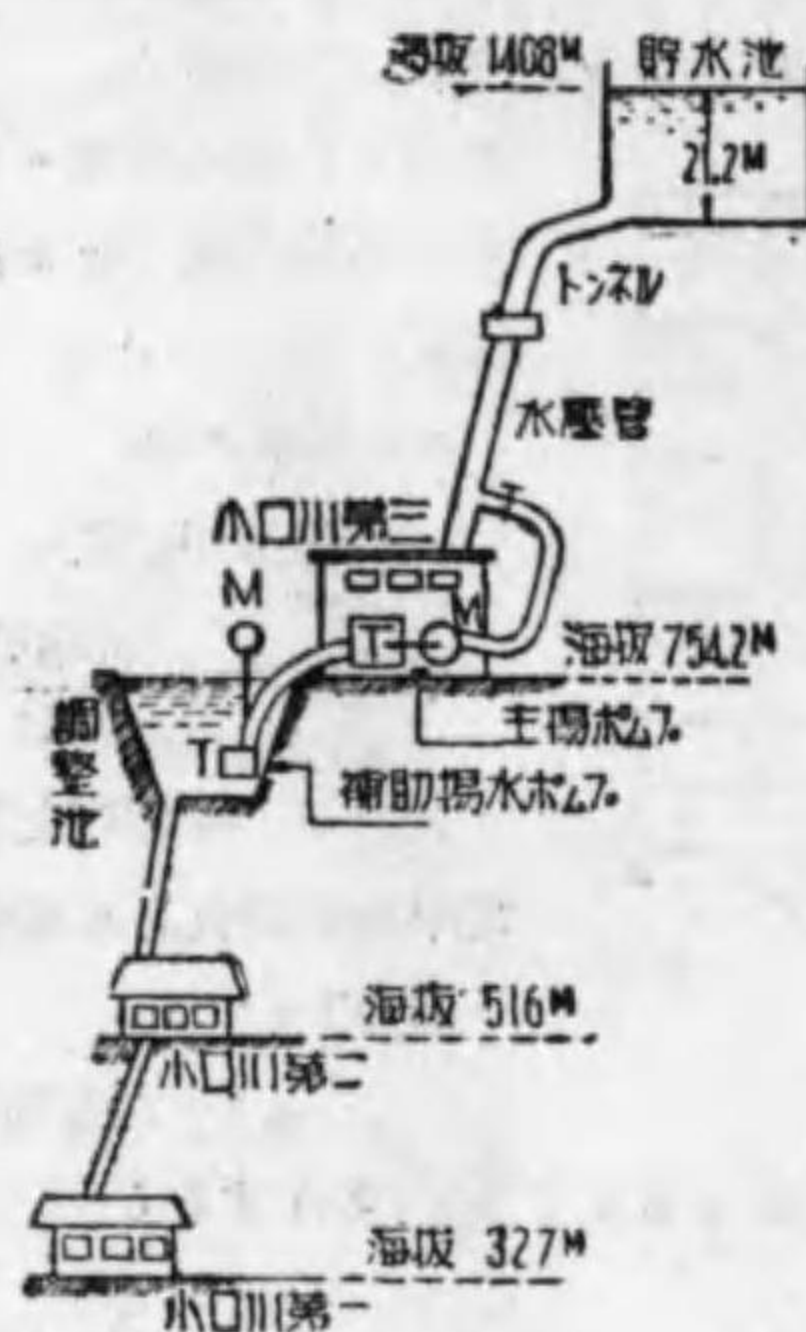 海抜 1408M 貯水池
21.2M
トンネル
水壓管
小口川第三
M
T
M
海抜 754.2M
主揚ポムプ
調整池
T
補助揚水ポムプ
海抜 516M
小口川第二
海抜 327M
小口川第一